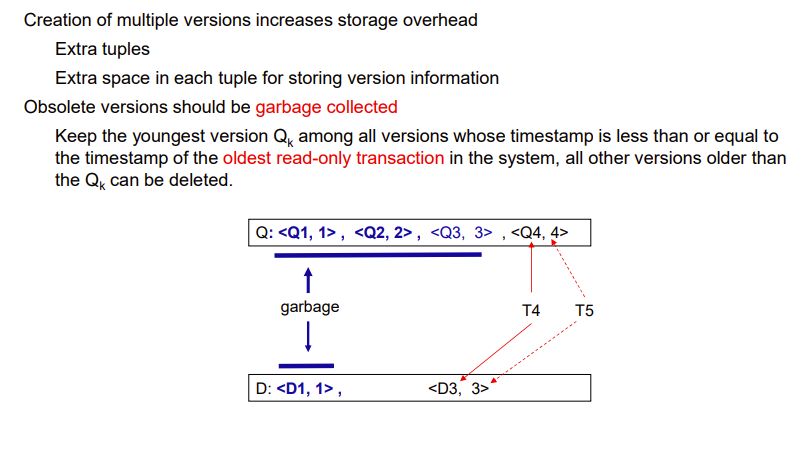 Creation of multiple versions increases storage overhead
Extra tuples
Extra space in each tuple for storing version information
Obsolete versions should be garbage collected
Keep the youngest version Qk among all versions whose timestamp is less than or equal to
the timestamp of the oldest read-only transaction in the system, all other versions older than
the Qk can be deleted.
Q: <Q1, 1> , <Q2, 2> , <Q3, 3> , <Q4, 4>
garbage
T4 T5
D: <D1, 1> , <D3, 3>